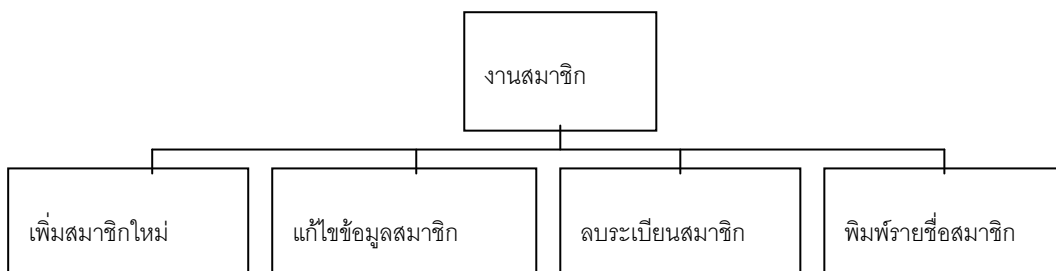 งานสมาชิก
เพิ่มสมาชิกใหม่
แก้ไขข้อมูลสมาชิก
ลบระเบียนสมาชิก
พิมพ์รายชื่อสมาชิก